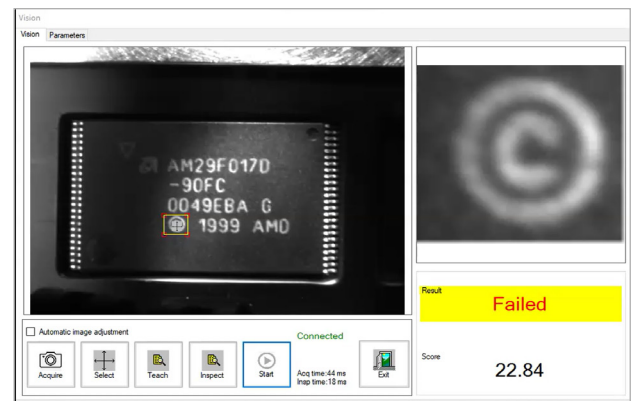 Vision
Vision Parameters
AM29F017D
-90FC
0049EBA G
1999 AMD
©
Result
Failed
Score
22.84
Automatic image adjustment
Connected
Acquire
Select
Teach
Inspect
Start
Acq time:44 ms
Insp time:18 ms
Exit